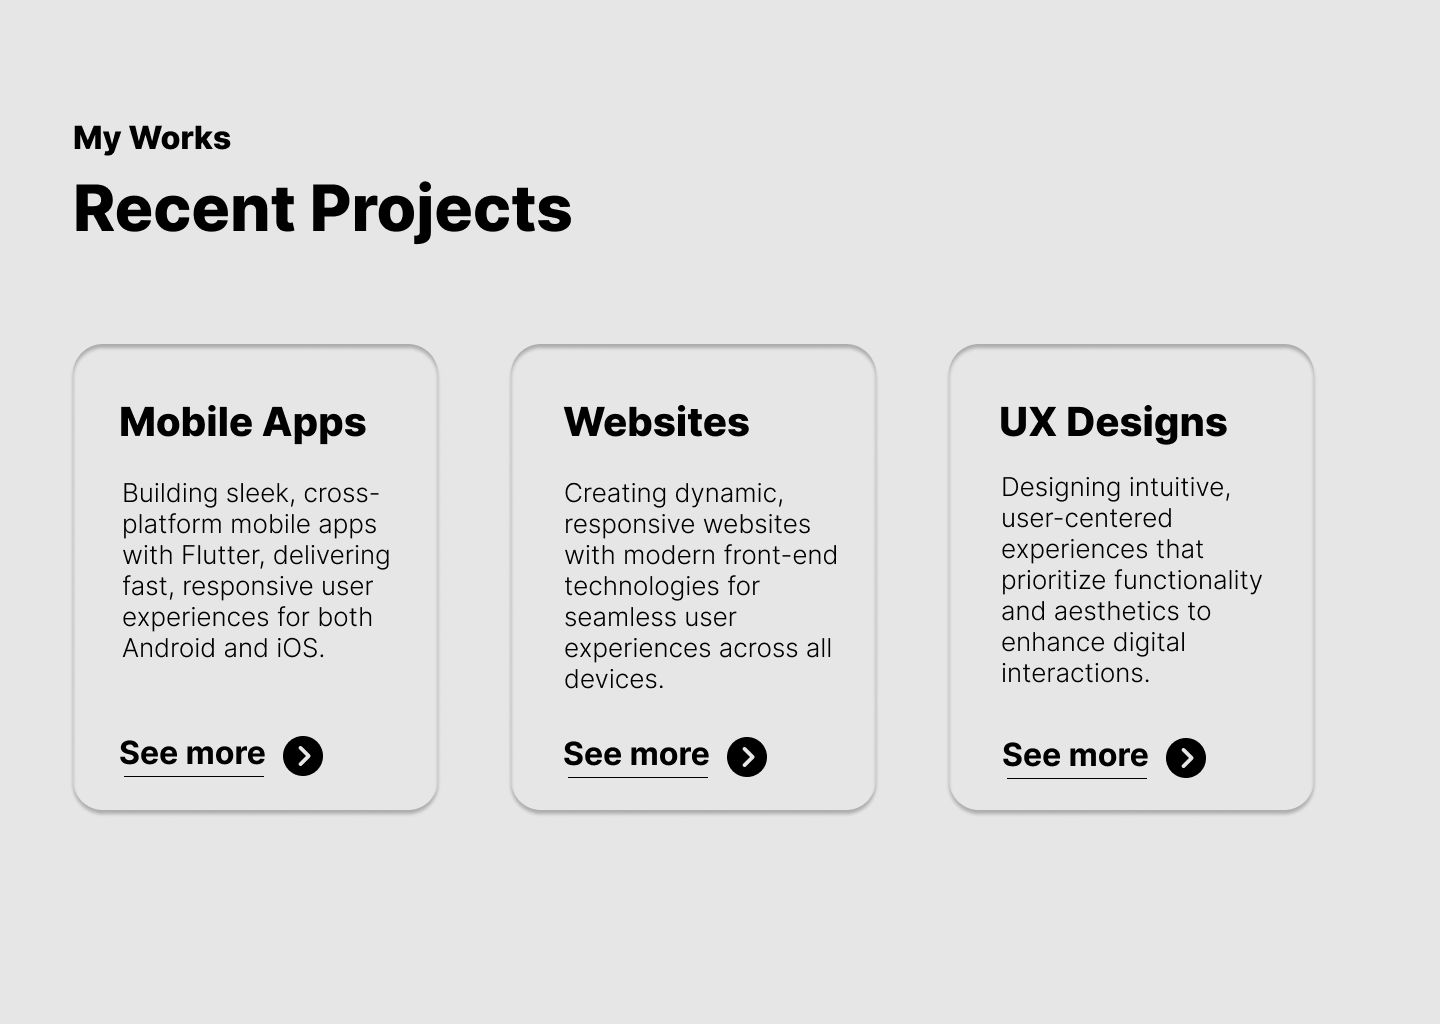 My Works
Recent Projects
Mobile Apps
Building sleek, cross-
platform mobile apps
with Flutter, delivering
fast, responsive user
experiences for both
Android and iOS.
See more
Websites
Creating dynamic,
responsive websites
with modern front-end
technologies for
seamless user
experiences across all
devices.
See more
UX Designs
Designing intuitive,
user-centered
experiences that
prioritize functionality
and aesthetics to
enhance digital
interactions.
See more